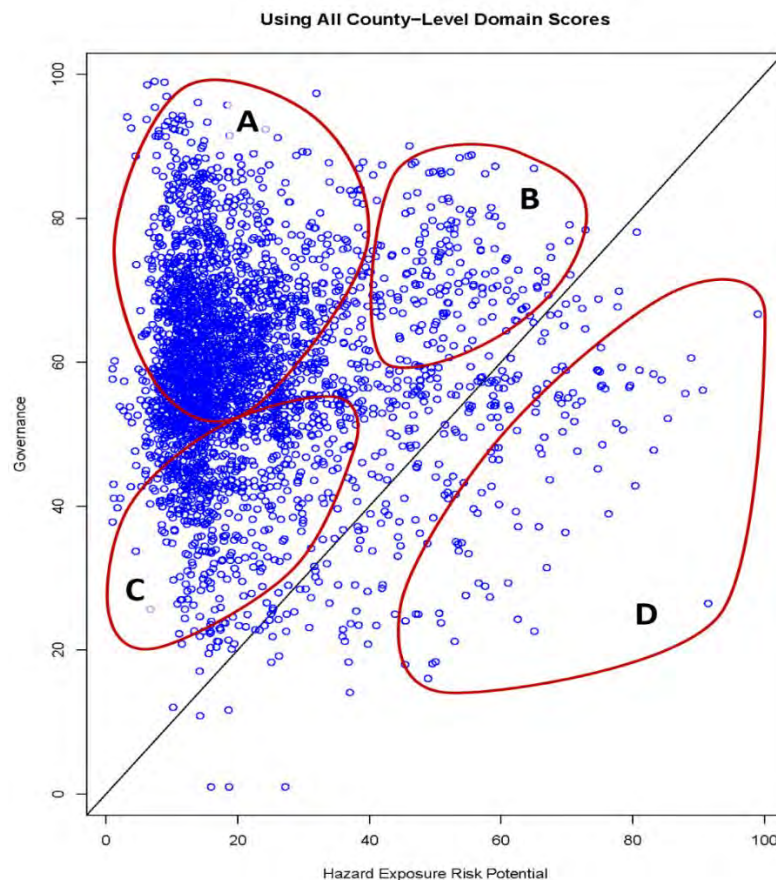 Using All County-Level Domain Scores
100
80
60
40
20
0
Governance
A
B
C
D
0 20 40 60 80 100
Hazard Exposure Risk Potential